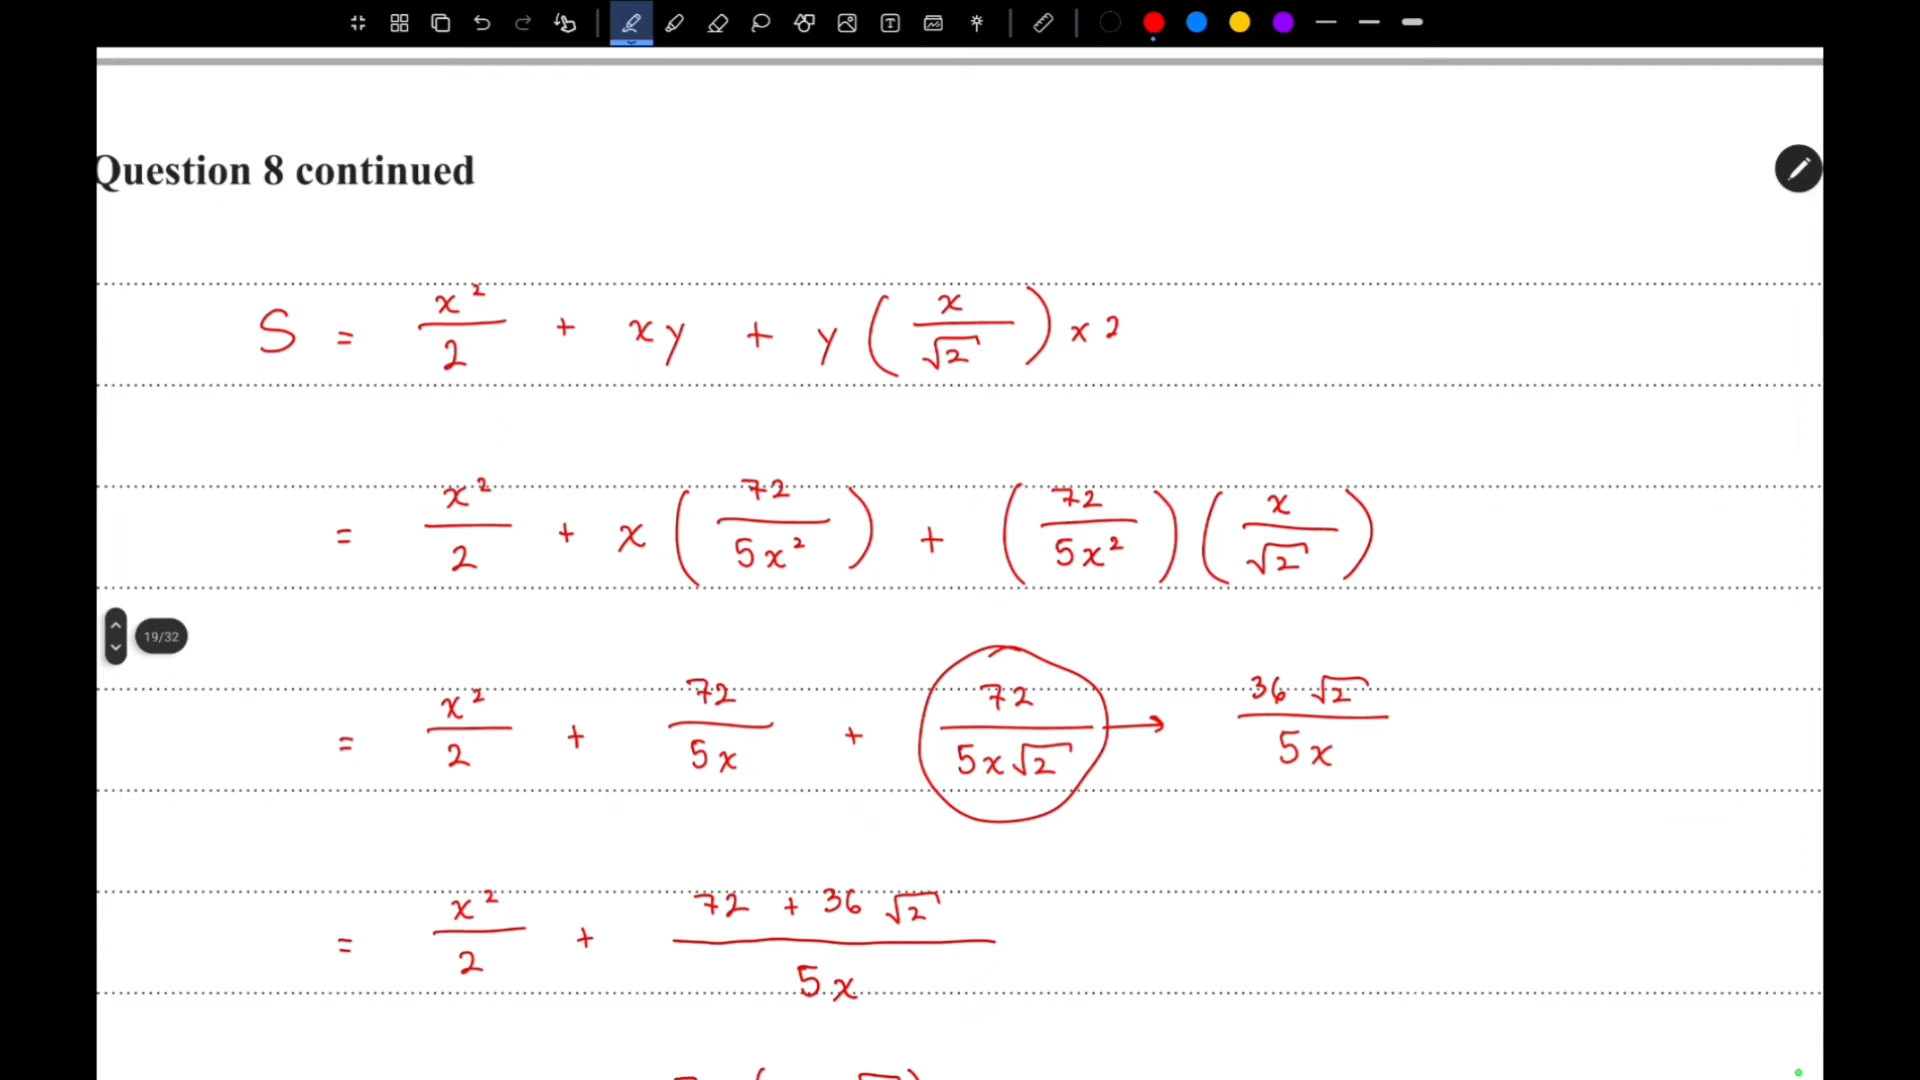 Question 8 continued
S = x²/2 + xy + y (x/√2) x 2
= x²/2 + x (72/5x²) + (72/5x²) (x/√2)
19/32
= x²/2 + 72/5x + 72/5x√2 → 36√2/5x
= x²/2 + 72 + 36√2/5x